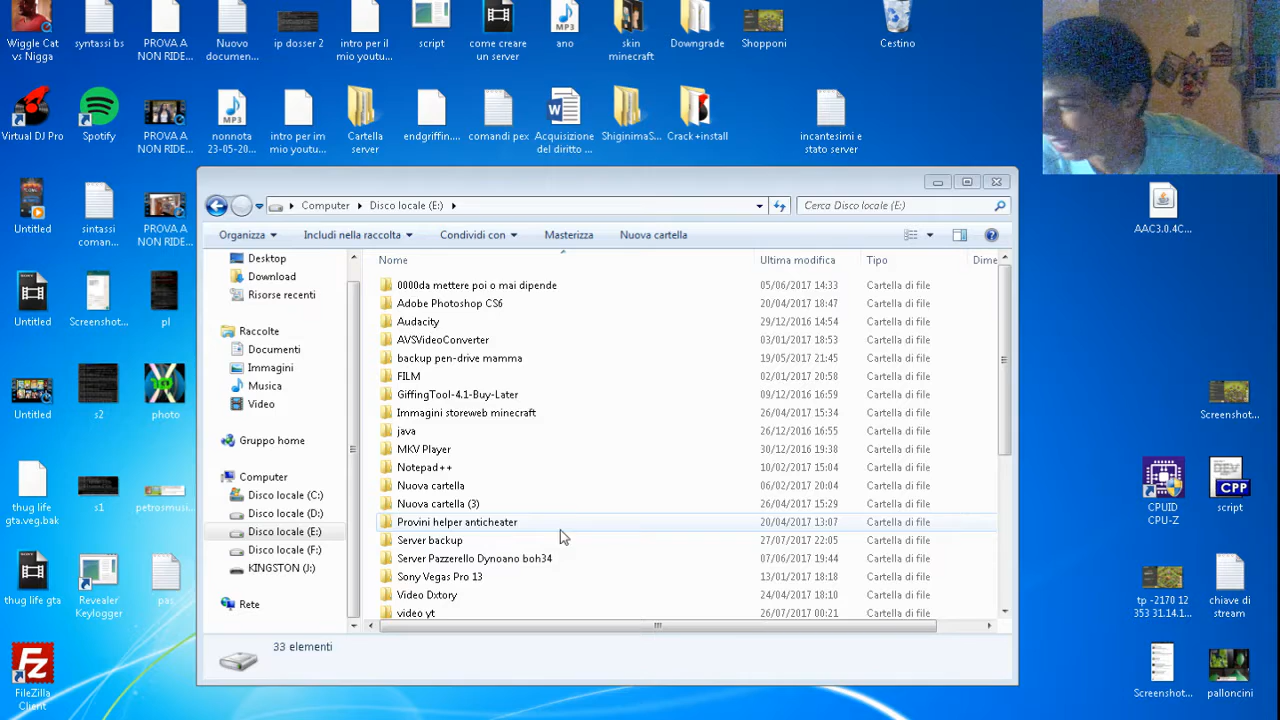 Wiggle Cat
vs Nigga
syntassi bs
PROVA A
NON RIDE...
Nuovo
documen...
ip dosser 2
intro per il
mio youtu...
script
come creare
un server
ano
skin
minecraft
Downgrade
Shopponi
Cestino
Virtual DJ Pro
Spotify
PROVA A
NON RIDE...
nonnota
23-05-20...
intro per im
mio youtu...
Cartella
server
endgriffin....
comandi pex
Acquisizione
del diritto ...
ShiginimaS...
Crack +install
incantesimi e
stato server
Untitled
sintassi
coman...
PROVA A
NON RIDE...
AAC3.0.4C...
Untitled
Screenshot...
pl
Untitled
s2
photo
Screenshot...
thug life
gta.veg.bak
s1
petrosmusi...
CPUID
CPU-Z
DEV
CPP
script
thug life gta
Revealer
Keylogger
tp -2170 12
353 31.14.1...
chiave di
stream
FileZilla
Client
Screenshot...
palloncini
Computer
Disco locale (E:)
Cerca Disco locale (E:)
Organizza
Includi nella raccolta
Condividi con
Masterizza
Nuova cartella
Nome
Ultima modifica
Tipo
Dime
Desktop
Download
Risorse recenti
Raccolte
Documenti
Immagini
Musica
Video
Gruppo home
Computer
Disco locale (C:)
Disco locale (D:)
Disco locale (E:)
Disco locale (F:)
KINGSTON (J:)
Rete
0000da mettere poi o mai dipende 05/06/2017 14:33 Cartella di file
Adobe Photoshop CS6 20/04/2017 18:47 Cartella di file
Audacity 29/12/2016 14:54 Cartella di file
AVSVideoConverter 03/01/2017 18:53 Cartella di file
backup pen-drive mamma 19/05/2017 21:45 Cartella di file
FILM 02/01/2017 20:58 Cartella di file
GiffingTool-4.1-Buy-Later 09/12/2016 16:59 Cartella di file
Immagini storeweb minecraft 26/04/2017 15:34 Cartella di file
java 26/12/2016 16:55 Cartella di file
MKV Player 30/12/2016 19:38 Cartella di file
Notepad++ 10/02/2017 15:04 Cartella di file
Nuova cartella 06/02/2017 20:04 Cartella di file
Nuova cartella (3) 26/04/2017 15:29 Cartella di file
Provini helper anticheater 20/04/2017 13:07 Cartella di file
Server backup 27/07/2017 22:05 Cartella di file
Server Pazzerello Dynoano boh34 07/06/2017 19:44 Cartella di file
Sony Vegas Pro 13 13/01/2017 18:18 Cartella di file
Video Dxtory 24/04/2017 18:10 Cartella di file
video yt 26/07/2017 00:21 Cartella di file
33 elementi